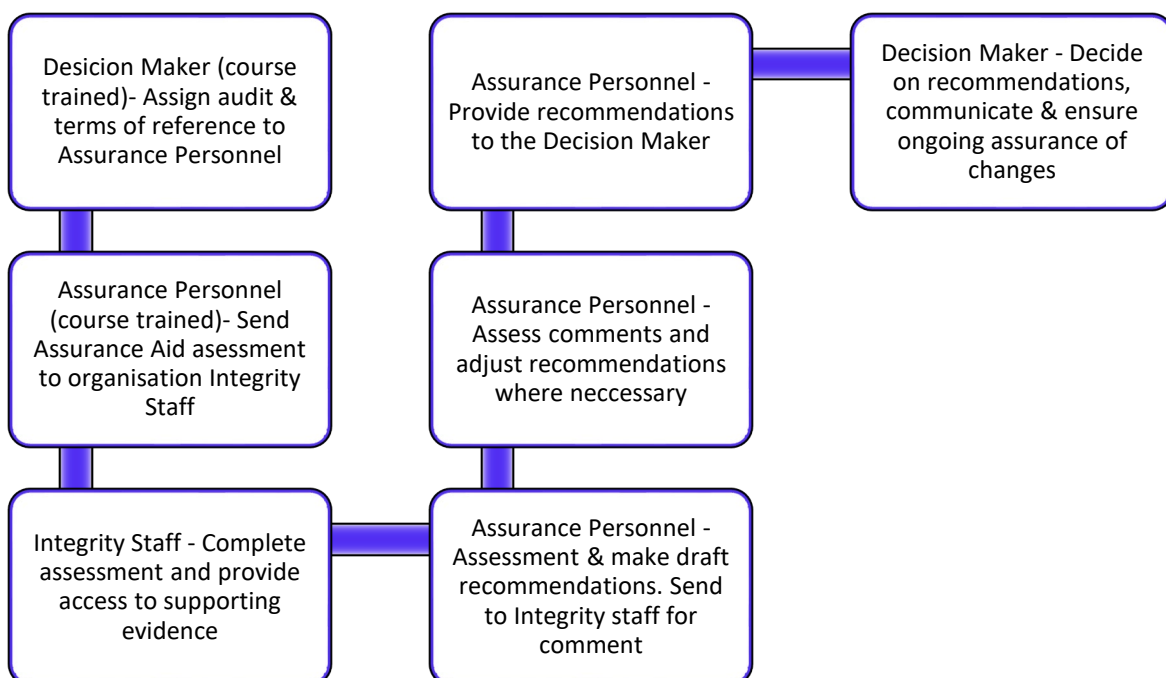 Desicion Maker (course
trained)- Assign audit &
terms of reference to
Assurance Personnel
Assurance Personnel
(course trained)- Send
Assurance Aid asessment
to organisation Integrity
Staff
Integrity Staff - Complete
assessment and provide
access to supporting
evidence
Assurance Personnel -
Assessment & make draft
recommendations. Send
to Integrity staff for
comment
Assurance Personnel -
Assess comments and
adjust recommendations
where neccessary
Assurance Personnel -
Provide recommendations
to the Decision Maker
Decision Maker - Decide
on recommendations,
communicate & ensure
ongoing assurance of
changes